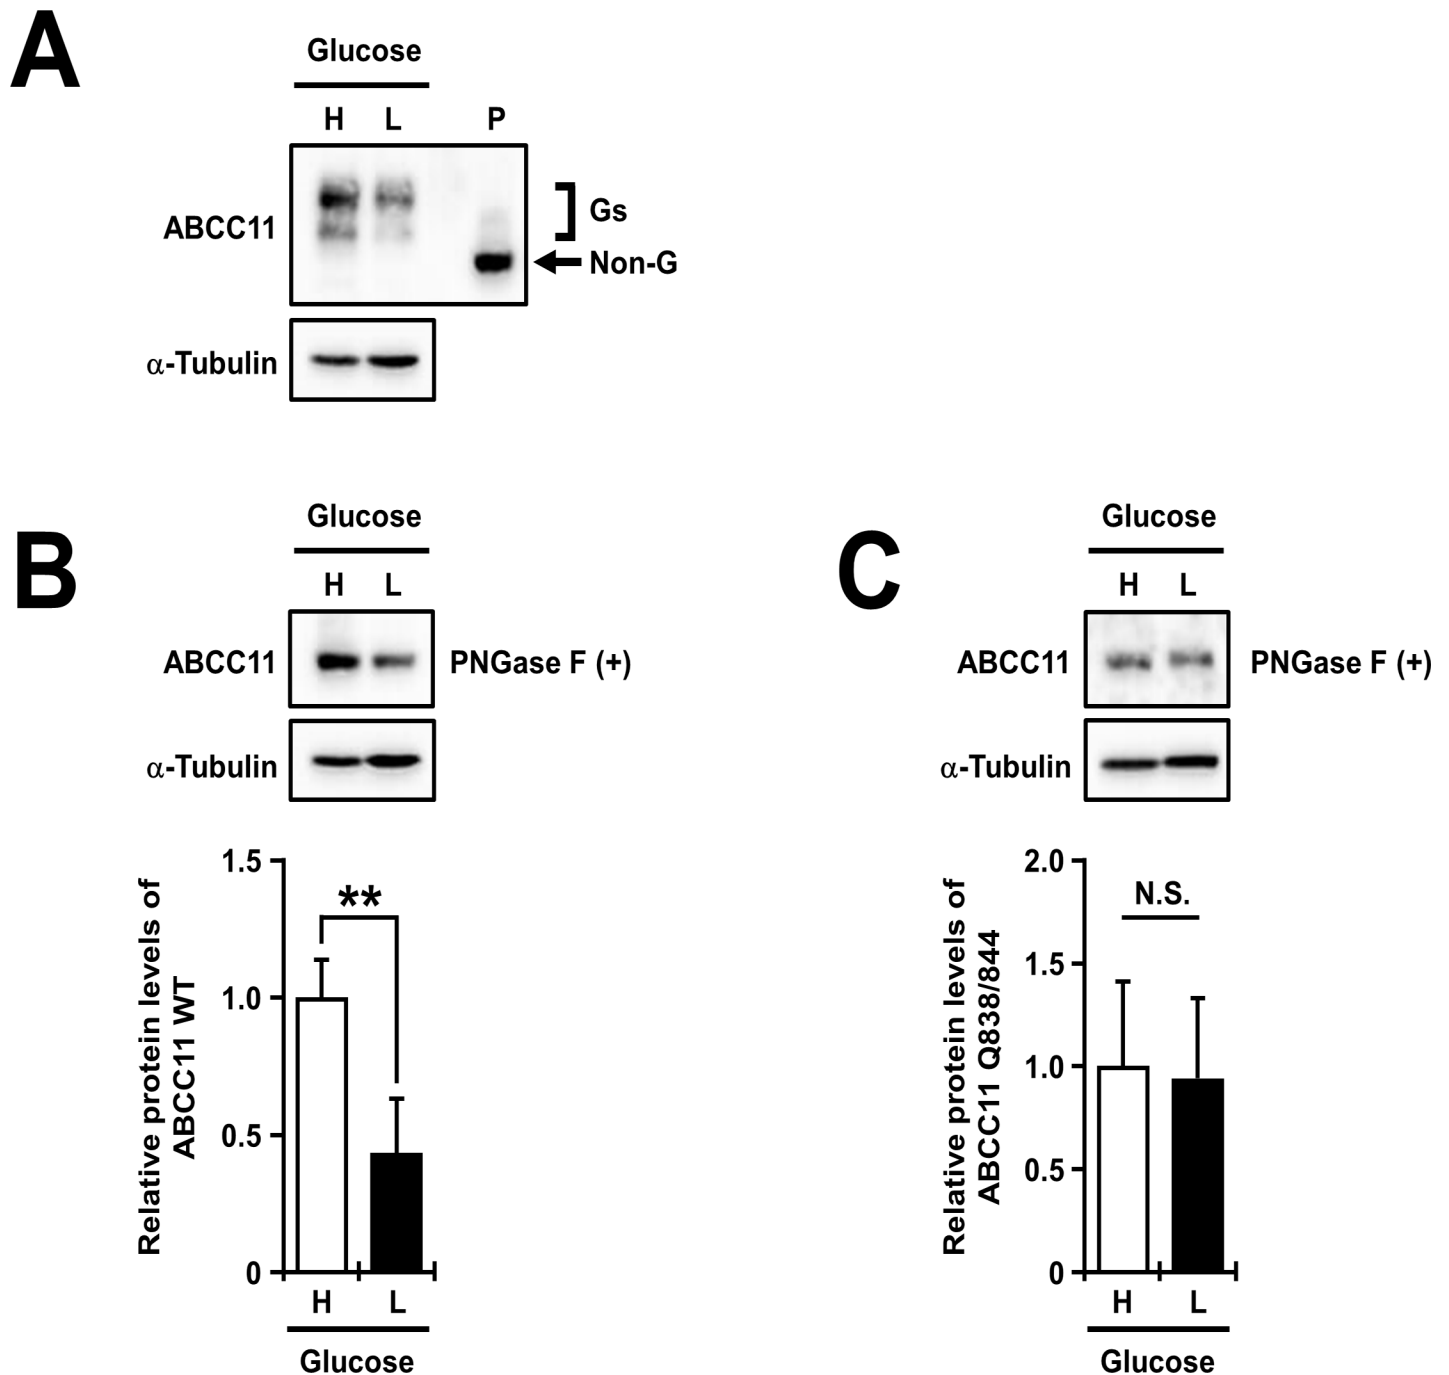 A
Glucose
H L P
ABCC11
Gs
Non-G
α-Tubulin
B
Glucose
H L
ABCC11
PNGase F (+)
α-Tubulin
Relative protein levels of
ABCC11 WT
1.5
1.0
0.5
0
**
H L
Glucose
C
Glucose
H L
ABCC11
PNGase F (+)
α-Tubulin
Relative protein levels of
ABCC11 Q838/844
2.0
1.5
1.0
0.5
0
N.S.
H L
Glucose